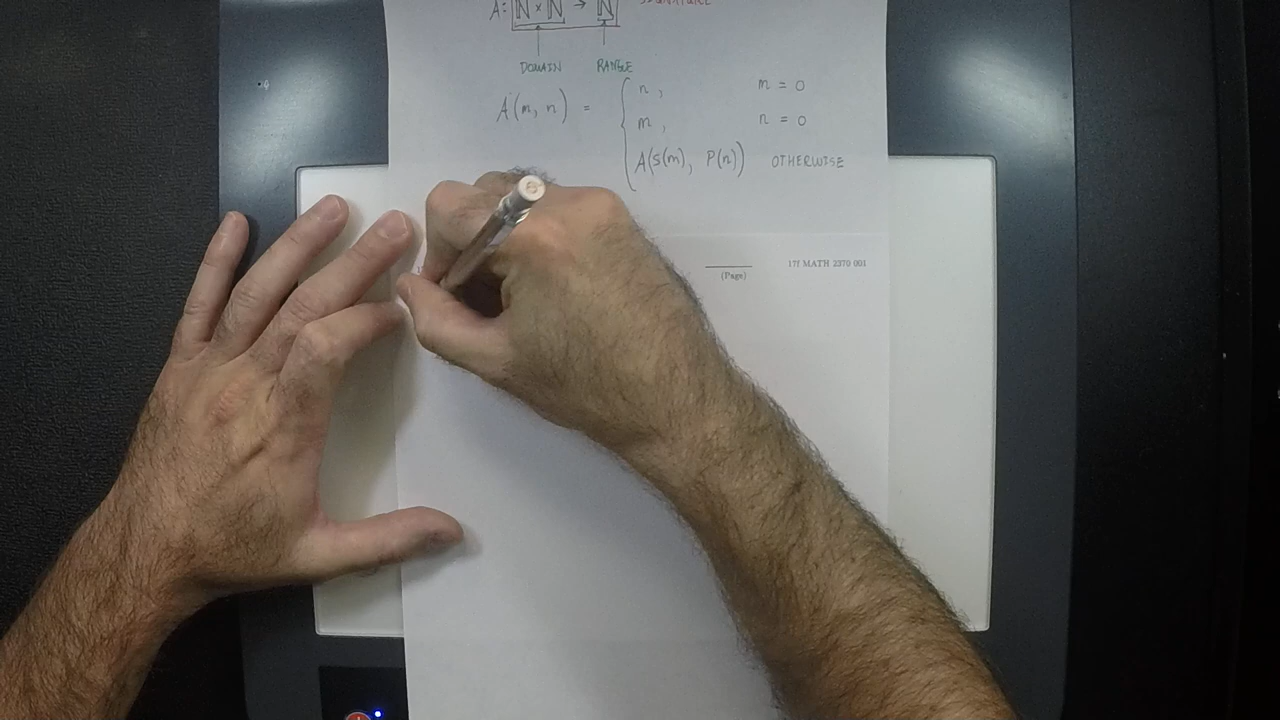 A: ℕ × ℕ → ℕ
DOMAIN RANGE
A(m, n) = { n, m = 0
m, n = 0
A(S(m), P(n)) OTHERWISE
(Page) 17f MATH 2370 001